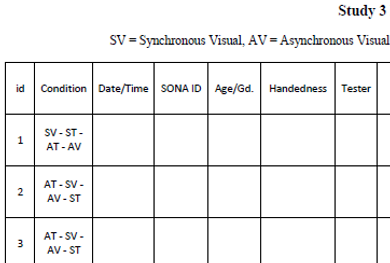 Study 3
SV = Synchronous Visual, AV = Asynchronous Visual
id Condition Date/Time SONA ID Age/Gd. Handedness Tester
1 SV - ST -
AT - AV
2 AT - SV -
AV - ST
3 AT - SV -
AV - ST